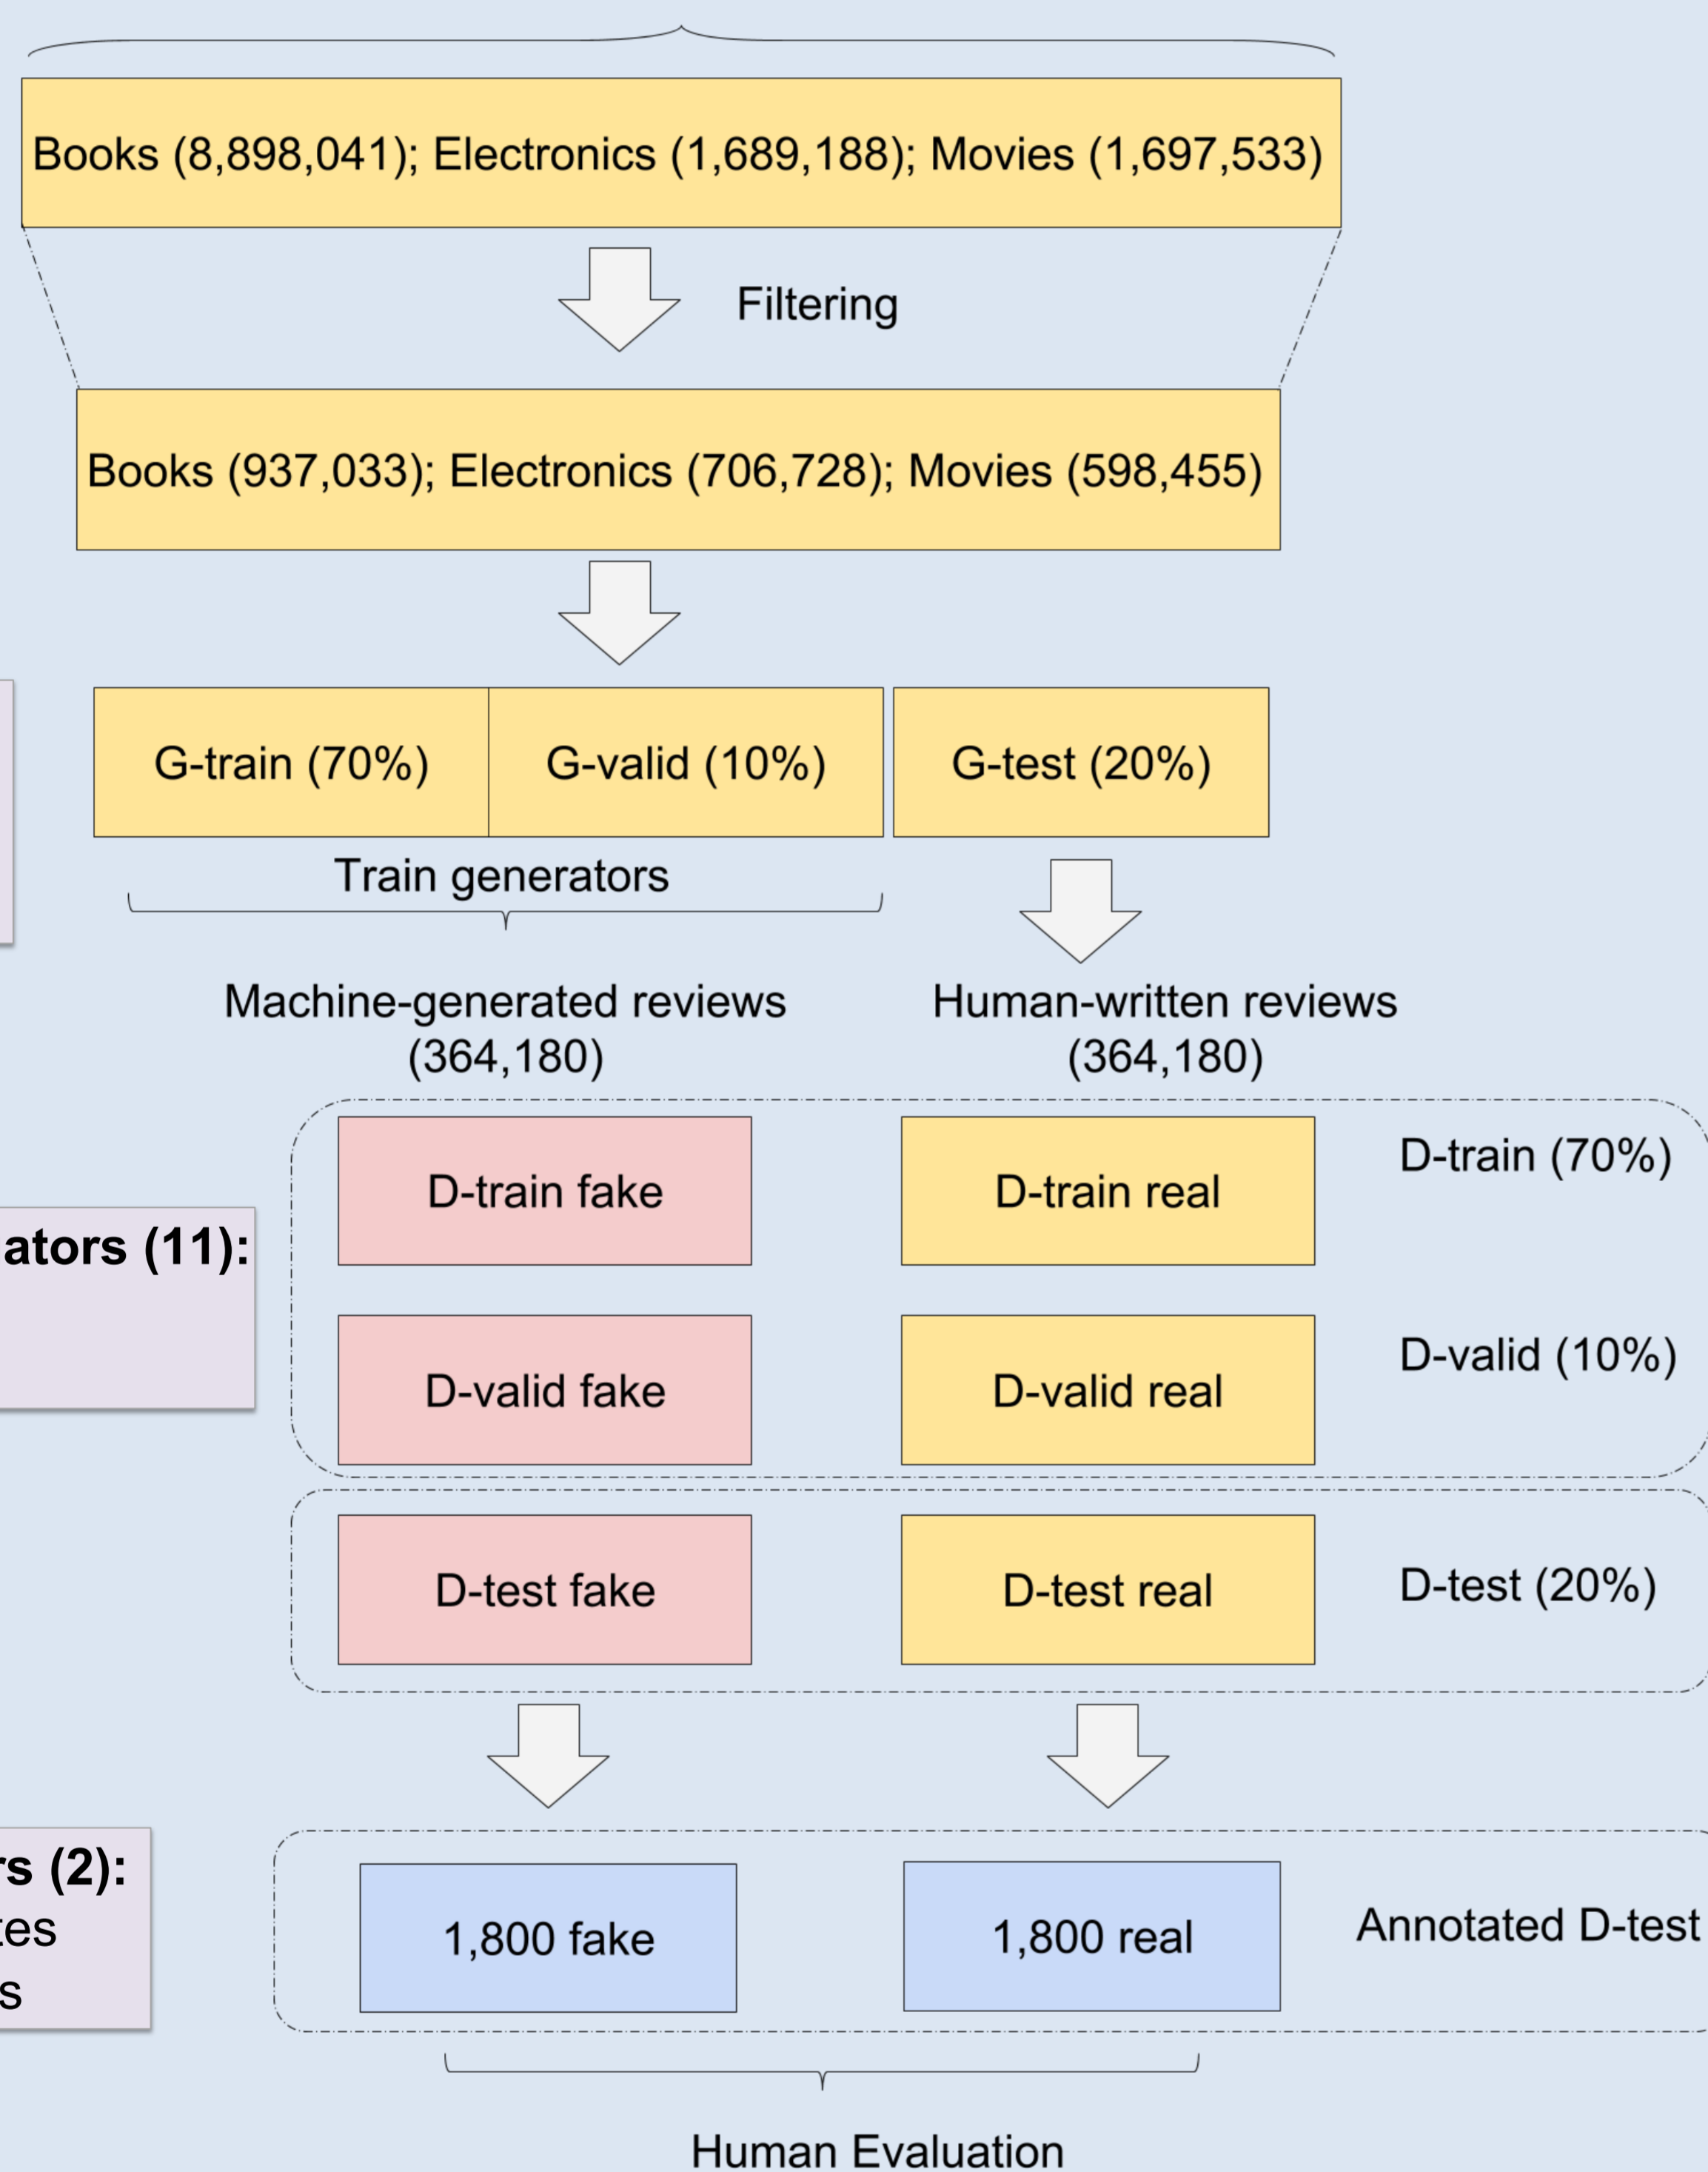 Books (8,898,041); Electronics (1,689,188); Movies (1,697,533)
Filtering
Books (937,033); Electronics (706,728); Movies (598,455)
G-train (70%) G-valid (10%) G-test (20%)
Train generators
Machine-generated reviews
(364,180)
Human-written reviews
(364,180)
D-train fake D-train real D-train (70%)
ators (11):
D-valid fake D-valid real D-valid (10%)
D-test fake D-test real D-test (20%)
rs (2):
tes
s
1,800 fake 1,800 real Annotated D-test
Human Evaluation